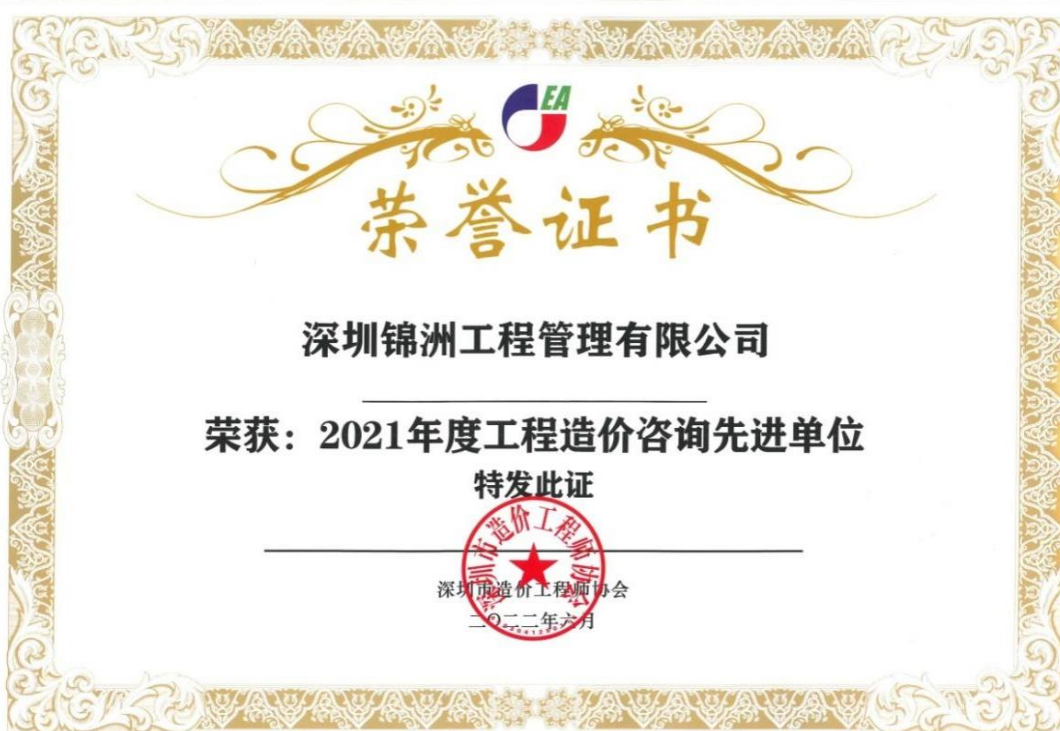 EA
荣誉证书
深圳锦洲工程管理有限公司
荣获：2021年度工程造价咨询先进单位
特发此证
深圳市造价工程师协会
深圳市造价工程师协会
二〇二二年六月